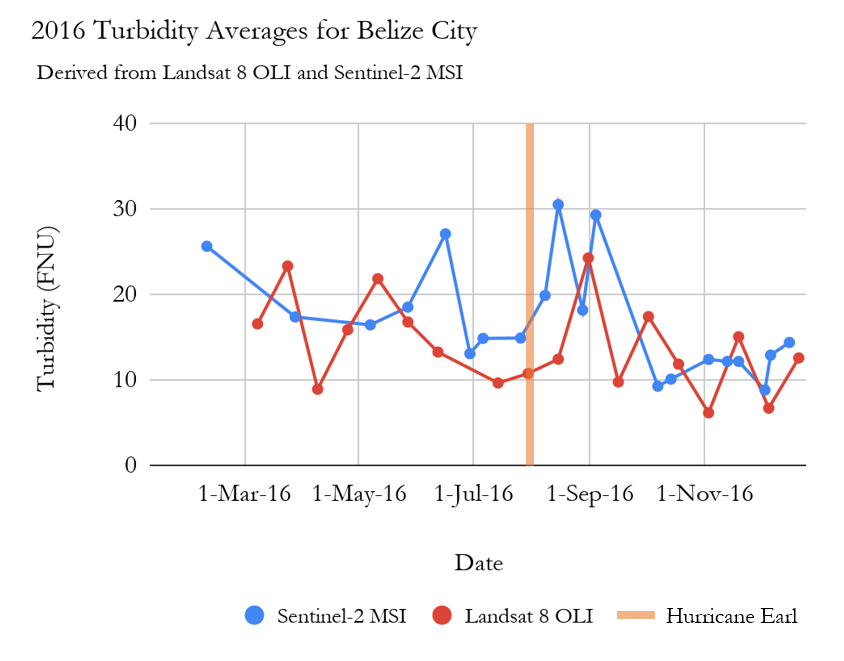 2016 Turbidity Averages for Belize City
Derived from Landsat 8 OLI and Sentinel-2 MSI
Turbidity (FNU)
40
30
20
10
0
1-Mar-16 1-May-16 1-Jul-16 1-Sep-16 1-Nov-16
Date
Sentinel-2 MSI Landsat 8 OLI Hurricane Earl